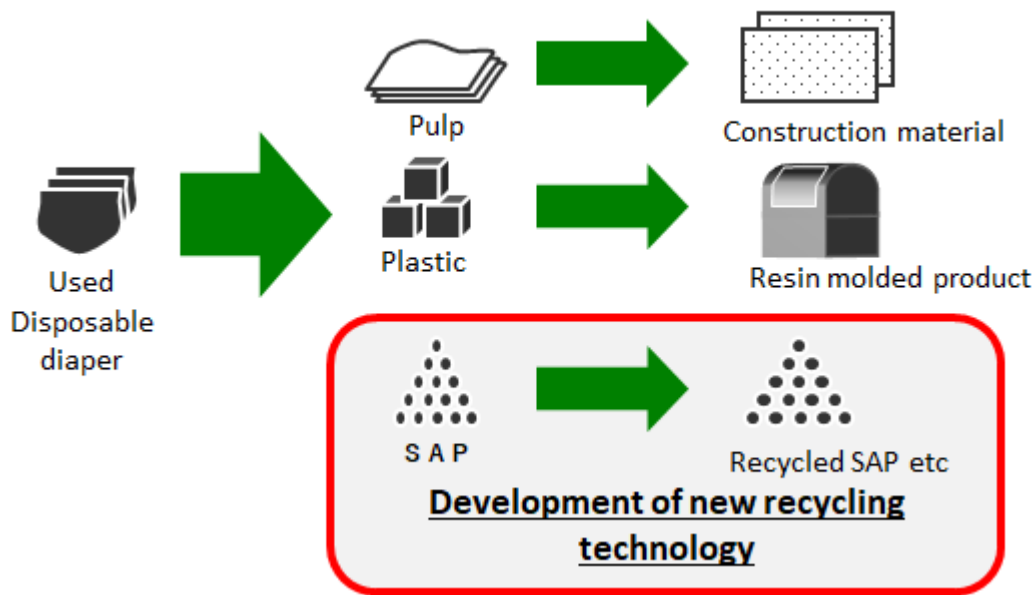 Pulp
Construction material
Plastic
Resin molded product
Used
Disposable
diaper
S A P
Recycled SAP etc
Development of new recycling
technology